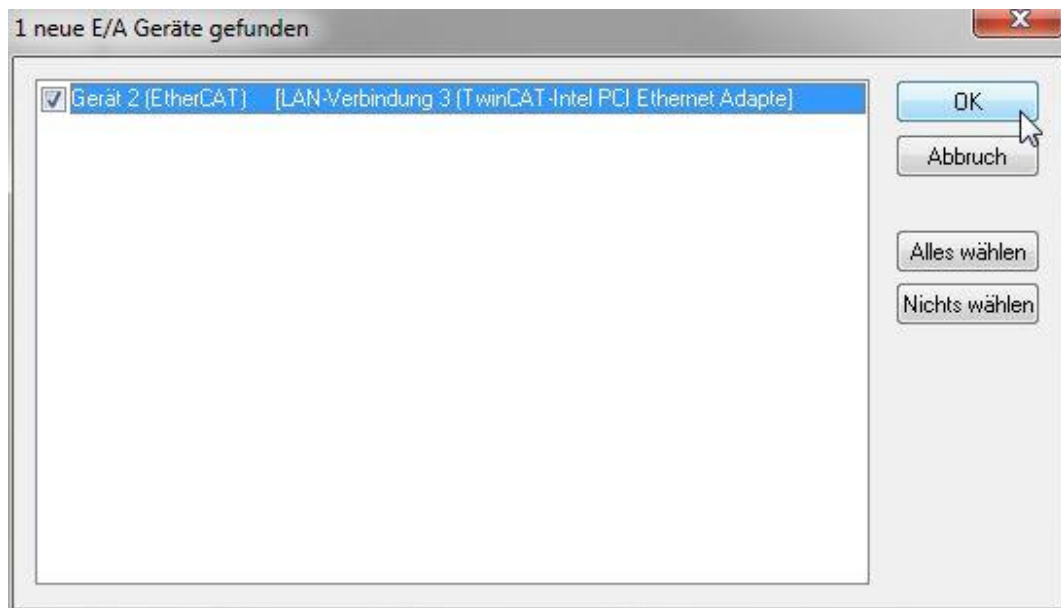 1 neue E/A Geräte gefunden
Gerät 2 (EtherCAT) [LAN-Verbindung 3 (TwinCAT-Intel PCI Ethernet Adapte]
OK
Abbruch
Alles wählen
Nichts wählen